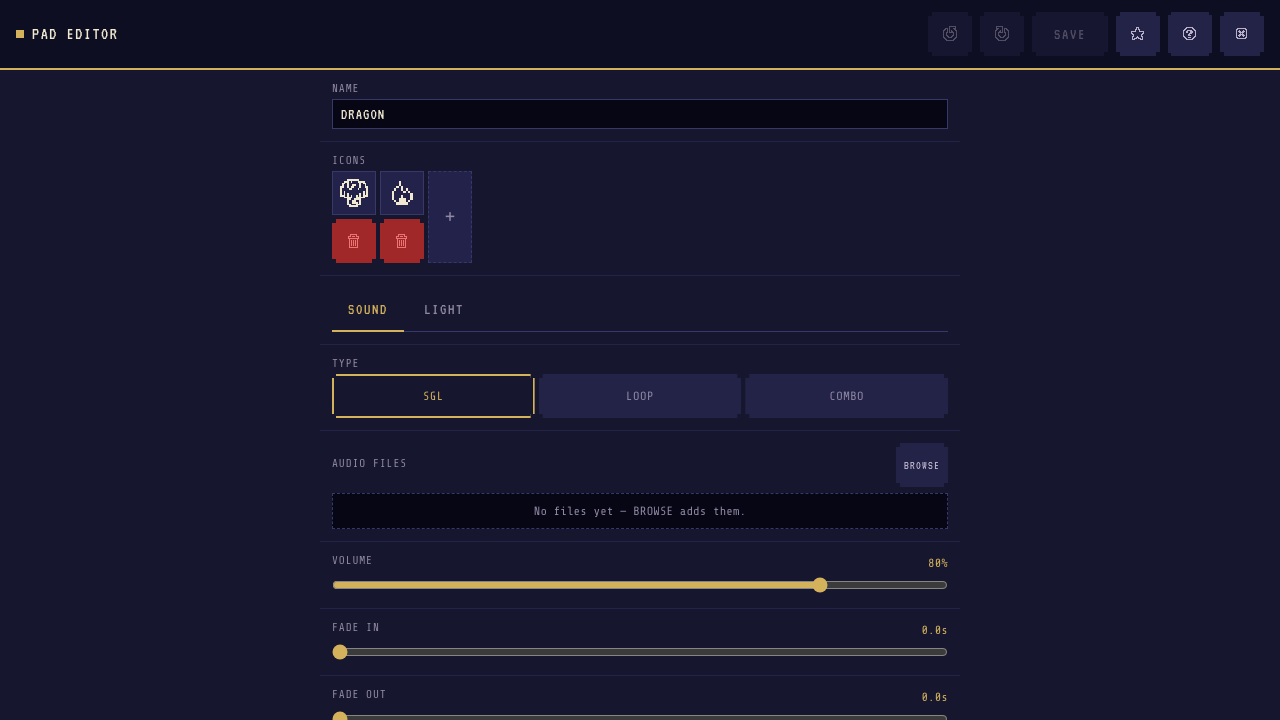 PAD EDITOR
SAVE
NAME
DRAGON
ICONS
+
SOUND LIGHT
TYPE
SGL LOOP COMBO
AUDIO FILES BROWSE
No files yet — BROWSE adds them.
VOLUME 80%
FADE IN 0.0s
FADE OUT 0.0s